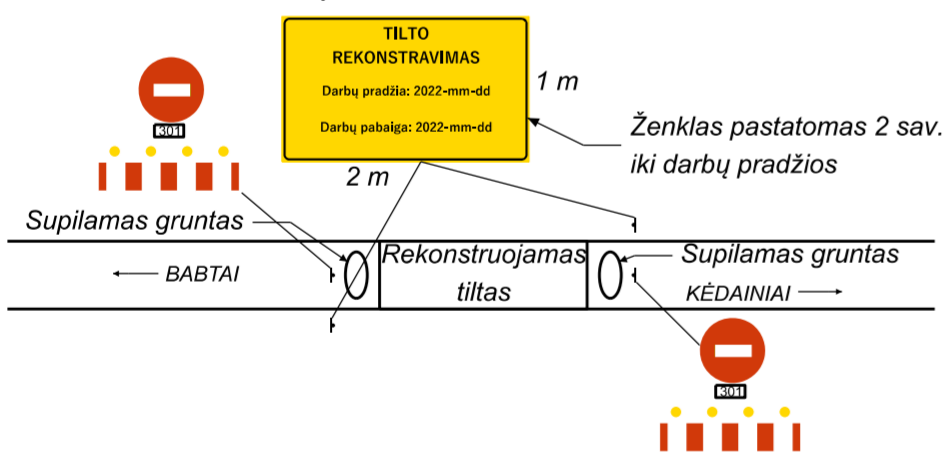 TILTO
REKONSTRAVIMAS
Darbų pradžia: 2022-mm-dd
Darbų pabaiga: 2022-mm-dd
1 m
2 m
Ženklas pastatomas 2 sav.
iki darbų pradžios
301
Supilamas gruntas
BABTAI
Rekonstruojamas
tiltas
Supilamas gruntas
KĖDAINIAI
301